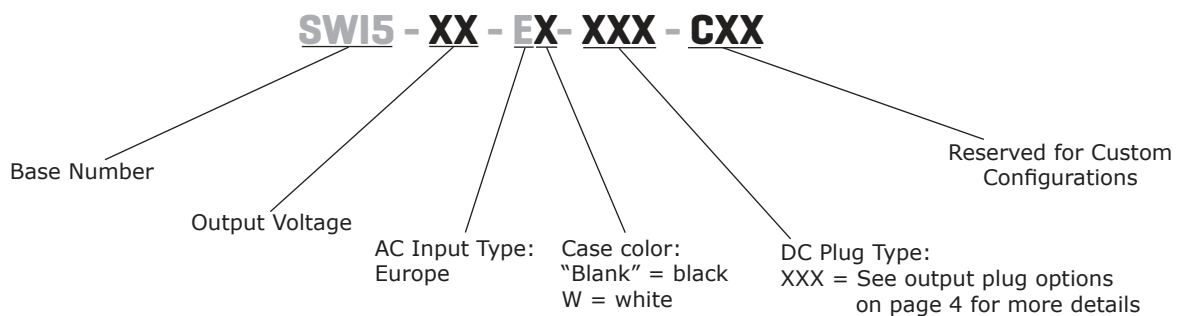 SWI5 - XX - EX- XXX - CXX
Base Number
Output Voltage
AC Input Type:
Europe
Case color:
“Blank” = black
W = white
DC Plug Type:
XXX = See output plug options
on page 4 for more details
Reserved for Custom
Configurations